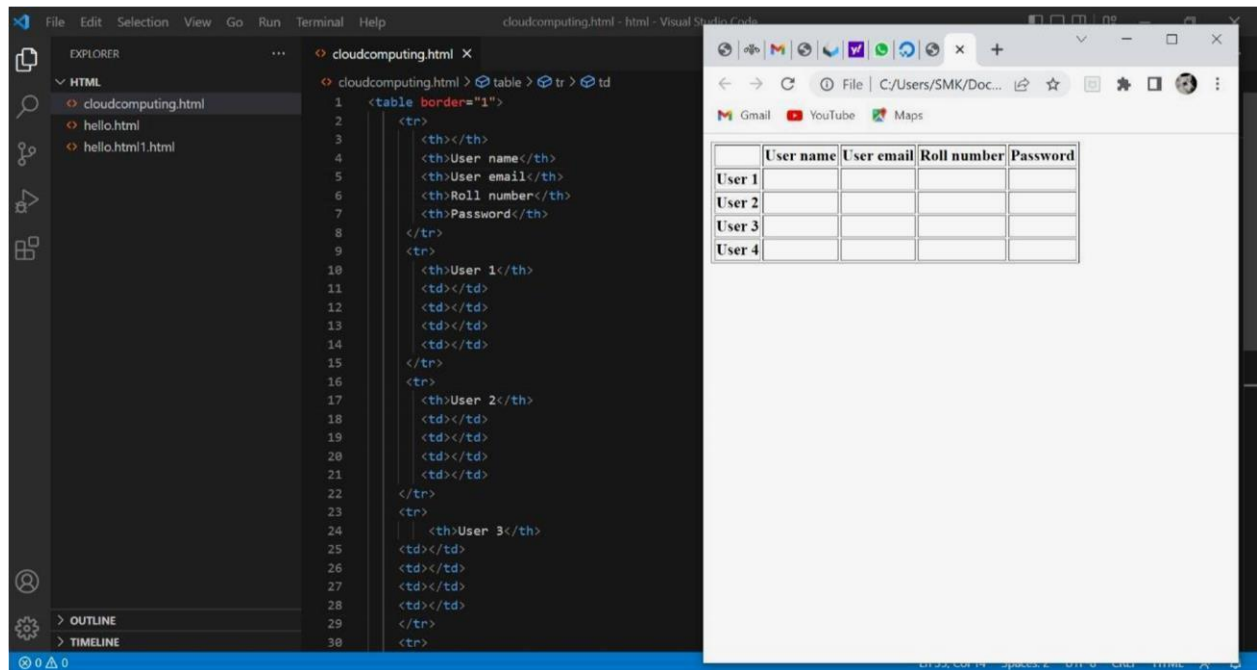 File Edit Selection View Go Run Terminal Help
cloudcomputing.html - html - Visual Studio Code
EXPLORER
HTML
cloudcomputing.html
hello.html
hello.html1.html
OUTLINE
TIMELINE
0 0
cloudcomputing.html
cloudcomputing.html > table > tr > td
1 <table border="1">
2 <tr>
3 <th></th>
4 <th>User name</th>
5 <th>User email</th>
6 <th>Roll number</th>
7 <th>Password</th>
8 </tr>
9 <tr>
10 <th>User 1</th>
11 <td></td>
12 <td></td>
13 <td></td>
14 <td></td>
15 </tr>
16 <tr>
17 <th>User 2</th>
18 <td></td>
19 <td></td>
20 <td></td>
21 <td></td>
22 </tr>
23 <tr>
24 <th>User 3</th>
25 <td></td>
26 <td></td>
27 <td></td>
28 <td></td>
29 </tr>
30 <tr>
File | C:/Users/SMK/Doc...
Gmail YouTube Maps
User name User email Roll number Password
User 1
User 2
User 3
User 4